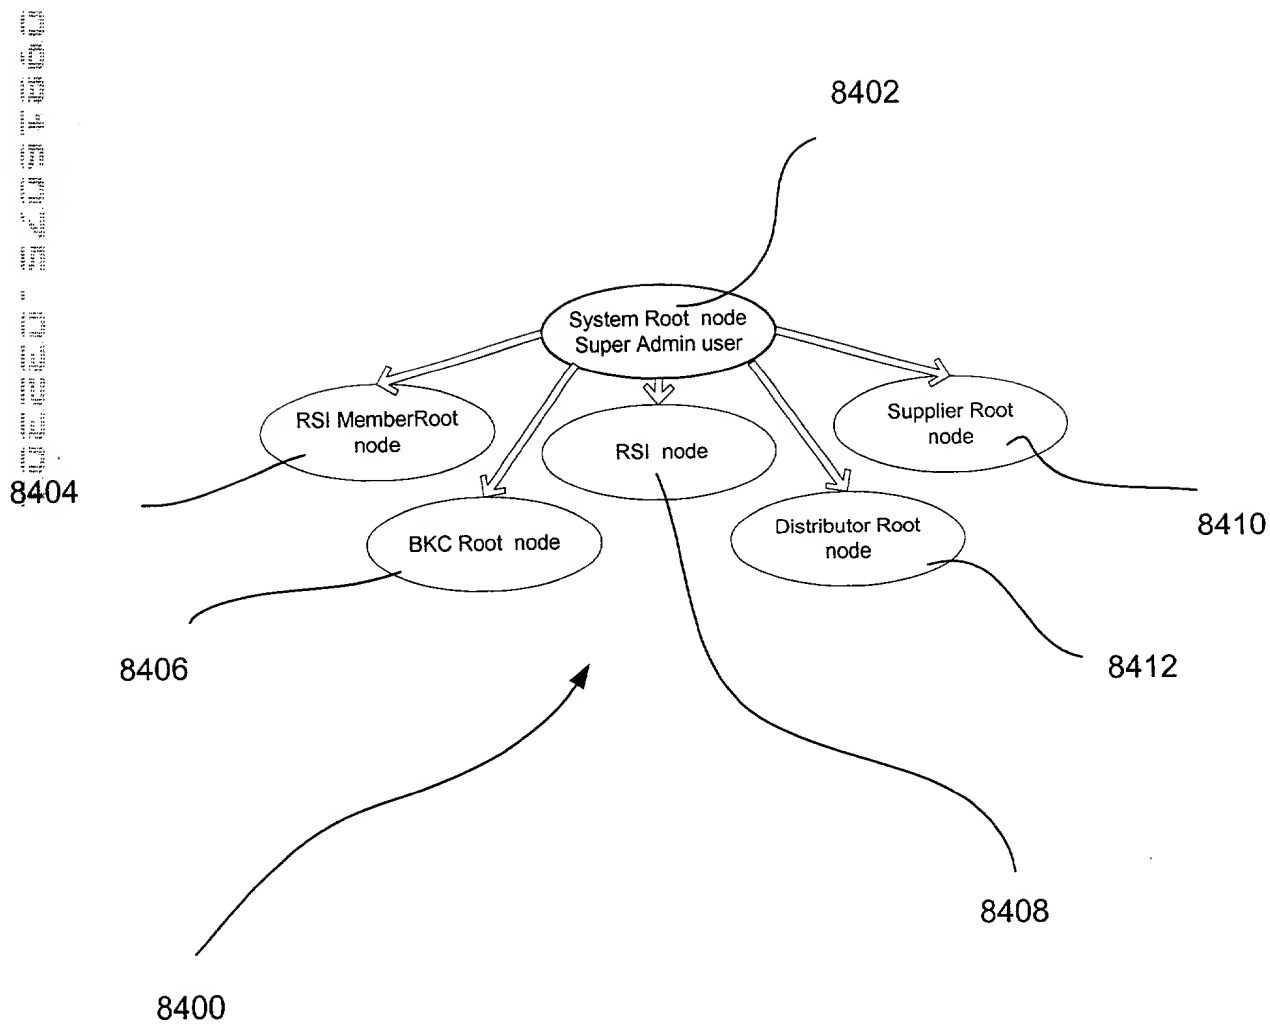 8402
System Root node
Super Admin user
RSI MemberRoot
node
Supplier Root
node
RSI node
8404
BKC Root node
Distributor Root
node
8410
8406
8412
8408
8400